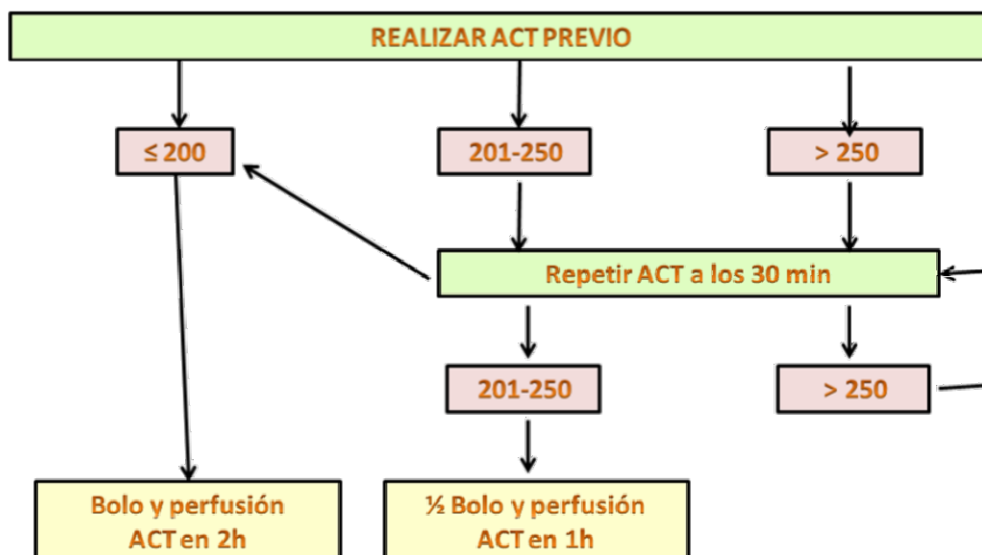 REALIZAR ACT PREVIO
≤ 200
201-250
> 250
Repetir ACT a los 30 min
201-250
> 250
Bolo y perfusión
ACT en 2h
½ Bolo y perfusión
ACT en 1h